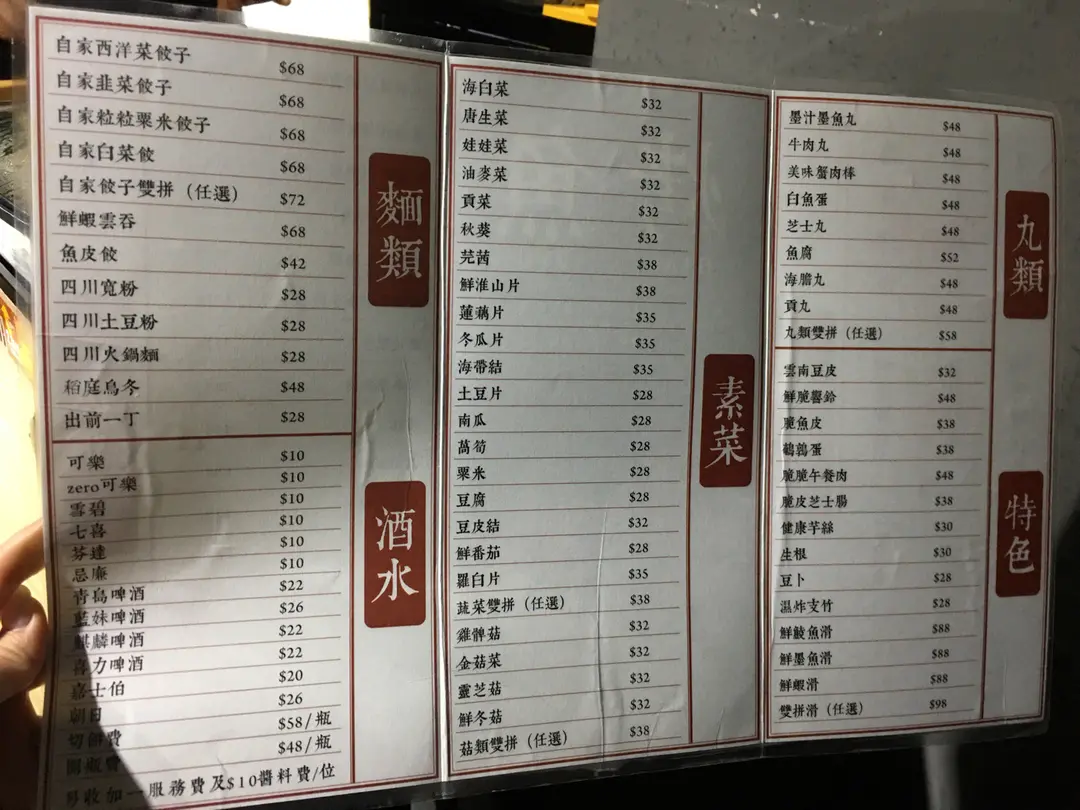 自家西洋菜餃子 $68
自家韭菜餃子 $68
自家粒粒粟米餃子 $68
自家白菜餃 $68
自家餃子雙拼（任選） $72
鮮蝦雲吞 $68
魚皮餃 $42
四川寬粉 $28
四川土豆粉 $28
四川火鍋麵 $28
稻庭烏冬 $48
出前一丁 $28
麵類
可樂 $10
zero可樂 $10
雪碧 $10
七喜 $10
芬達 $10
忌廉 $10
青島啤酒 $22
藍妹啤酒 $26
麒麟啤酒 $22
喜力啤酒 $22
嘉士伯 $20
朝日 $26
切餅費 $58/瓶
開瓶費 $48/瓶
另收加一服務費及$10醬料費/位
酒水
海白菜 $32
唐生菜 $32
娃娃菜 $32
油麥菜 $32
貢菜 $32
秋葵 $32
芫茜 $38
鮮淮山片 $38
蓮藕片 $35
冬瓜片 $35
海帶結 $35
土豆片 $28
南瓜 $28
萵筍 $28
粟米 $28
豆腐 $28
豆皮結 $32
鮮番茄 $28
羅白片 $35
蔬菜雙拼（任選） $38
雞髀菇 $32
金菇菜 $32
靈芝菇 $32
鮮冬菇 $32
菇類雙拼（任選） $38
素菜
墨汁墨魚丸 $48
牛肉丸 $48
美味蟹肉棒 $48
白魚蛋 $48
芝士丸 $48
魚腐 $52
海膽丸 $48
貢丸 $48
丸類雙拼（任選） $58
丸類
雲南豆皮 $32
鮮脆響鈴 $48
脆魚皮 $38
鵪鶉蛋 $38
脆脆午餐肉 $48
脆皮芝士腸 $38
健康芋絲 $30
生根 $30
豆卜 $28
濕炸支竹 $28
鮮鯪魚滑 $88
鮮墨魚滑 $88
鮮蝦滑 $88
雙拼滑（任選） $98
特色